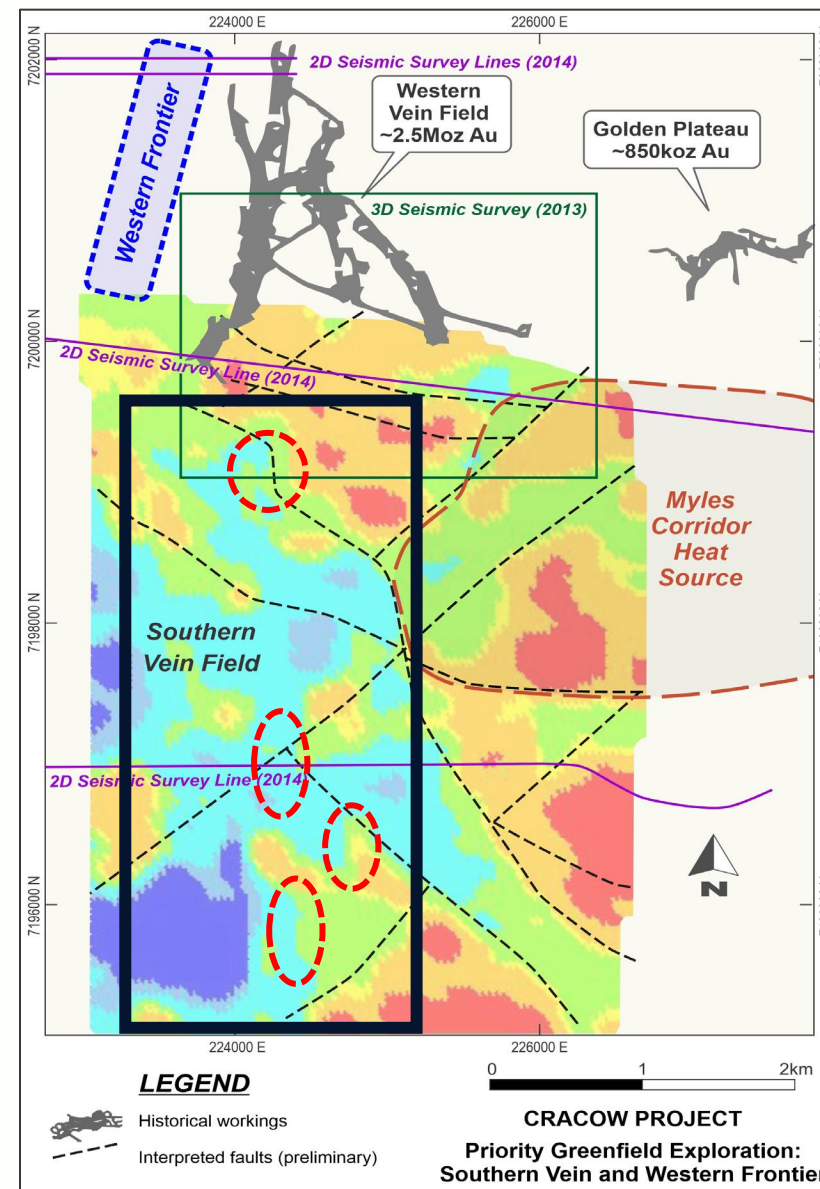 224000 E
226000 E
7202000 N
2D Seismic Survey Lines (2014)
Western Frontier
Western
Vein Field
~2.5Moz Au
Golden Plateau
~850koz Au
3D Seismic Survey (2013)
7200000 N
2D Seismic Survey Line (2014)
Myles
Corridor
Heat
Source
7198000 N
Southern
Vein Field
2D Seismic Survey Line (2014)
N
7196000 N
224000 E
226000 E
LEGEND
Historical workings
Interpreted faults (preliminary)
0
1
2km
CRACOW PROJECT
Priority Greenfield Exploration:
Southern Vein and Western Frontier